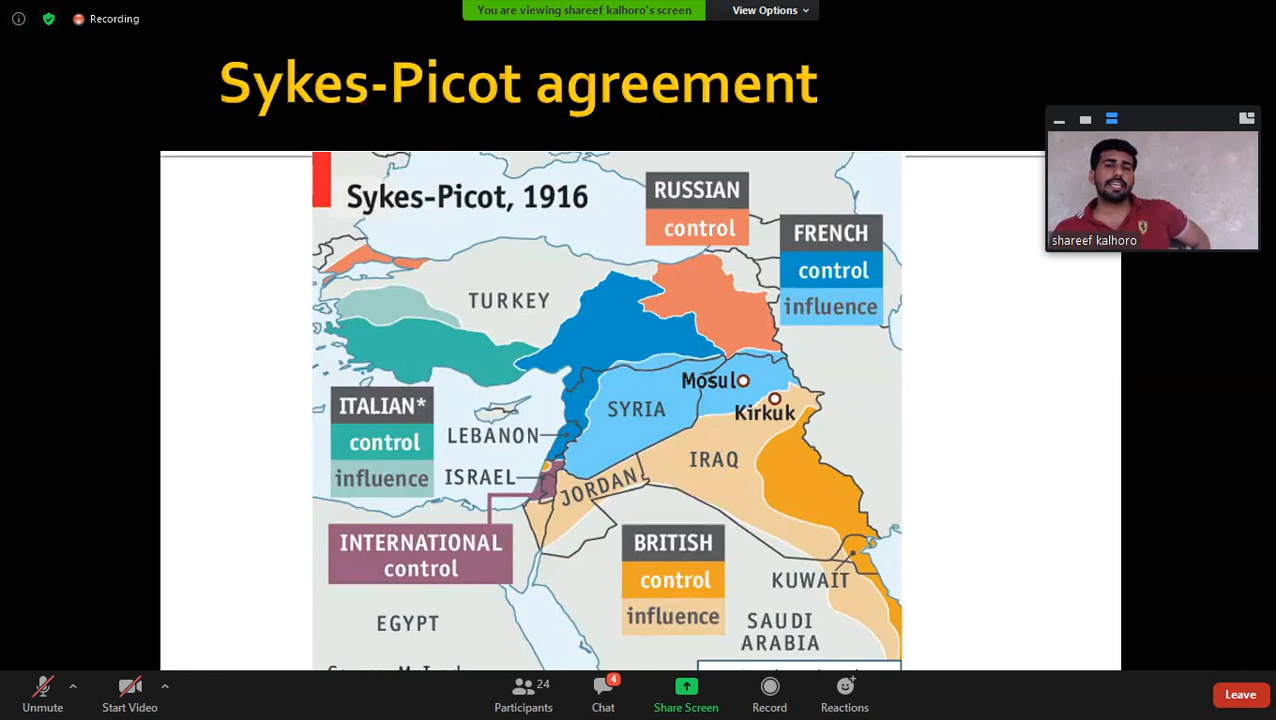 Recording
You are viewing shareef kalhoro's screen
View Options
Sykes-Picot agreement
shareef kalhoro
Sykes-Picot, 1916
RUSSIAN
control
FRENCH
control
influence
TURKEY
Mosul
Kirkuk
SYRIA
ITALIAN*
control
influence
LEBANON
IRAQ
ISRAEL
JORDAN
INTERNATIONAL
control
BRITISH
control
influence
KUWAIT
EGYPT
SAUDI
ARABIA
Unmute
Start Video
24
Participants
4
Chat
Share Screen
Record
Reactions
Leave